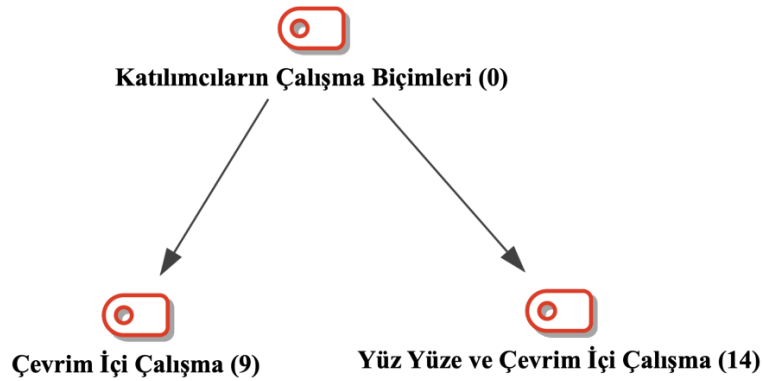 Katılımcıların Çalışma Biçimleri (0)
Çevrim İçi Çalışma (9)
Yüz Yüze ve Çevrim İçi Çalışma (14)